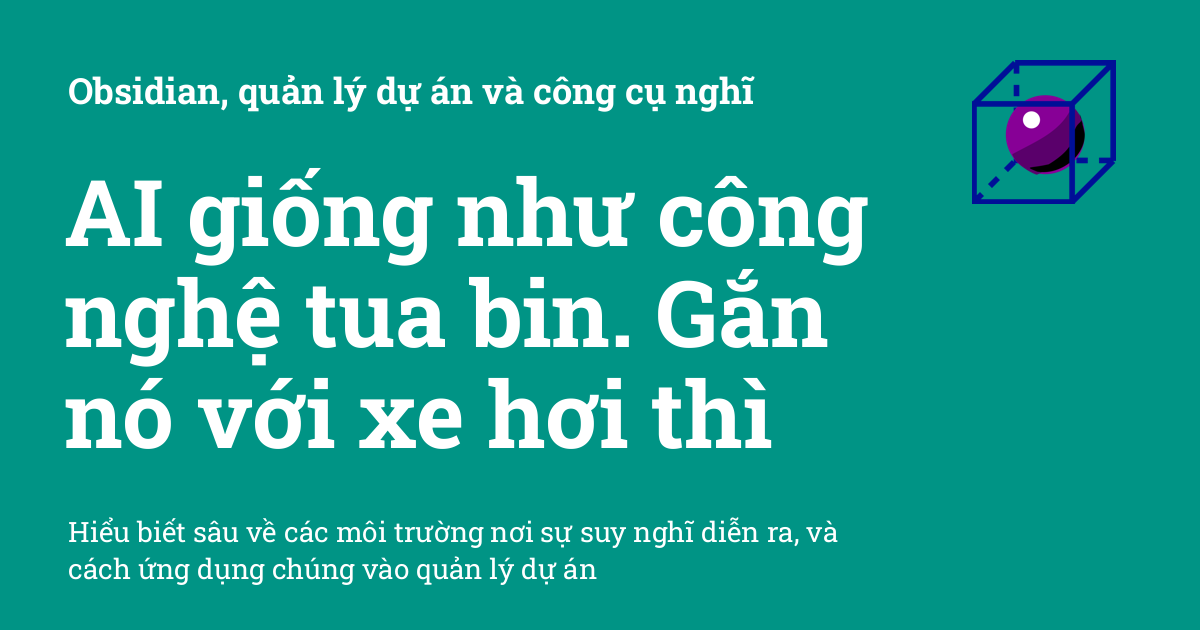 Obsidian, quản lý dự án và công cụ nghĩ
AI giống như công
nghệ tua bin. Gắn
nó với xe hơi thì
Hiểu biết sâu về các môi trường nơi sự suy nghĩ diễn ra, và
cách ứng dụng chúng vào quản lý dự án